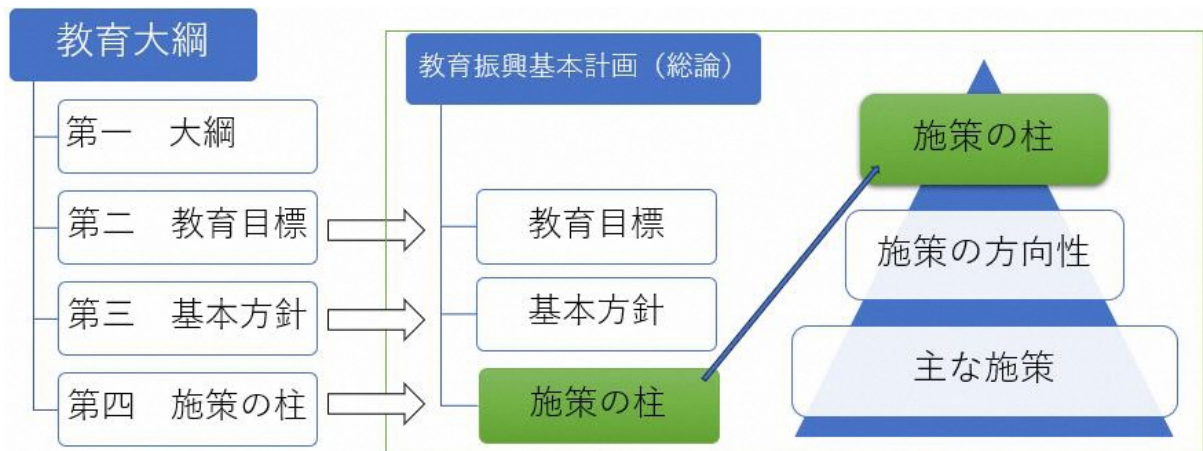 教育大綱
第一　大綱
第二　教育目標
第三　基本方針
第四　施策の柱
教育振興基本計画（総論）
教育目標
基本方針
施策の柱
施策の柱
施策の方向性
主な施策